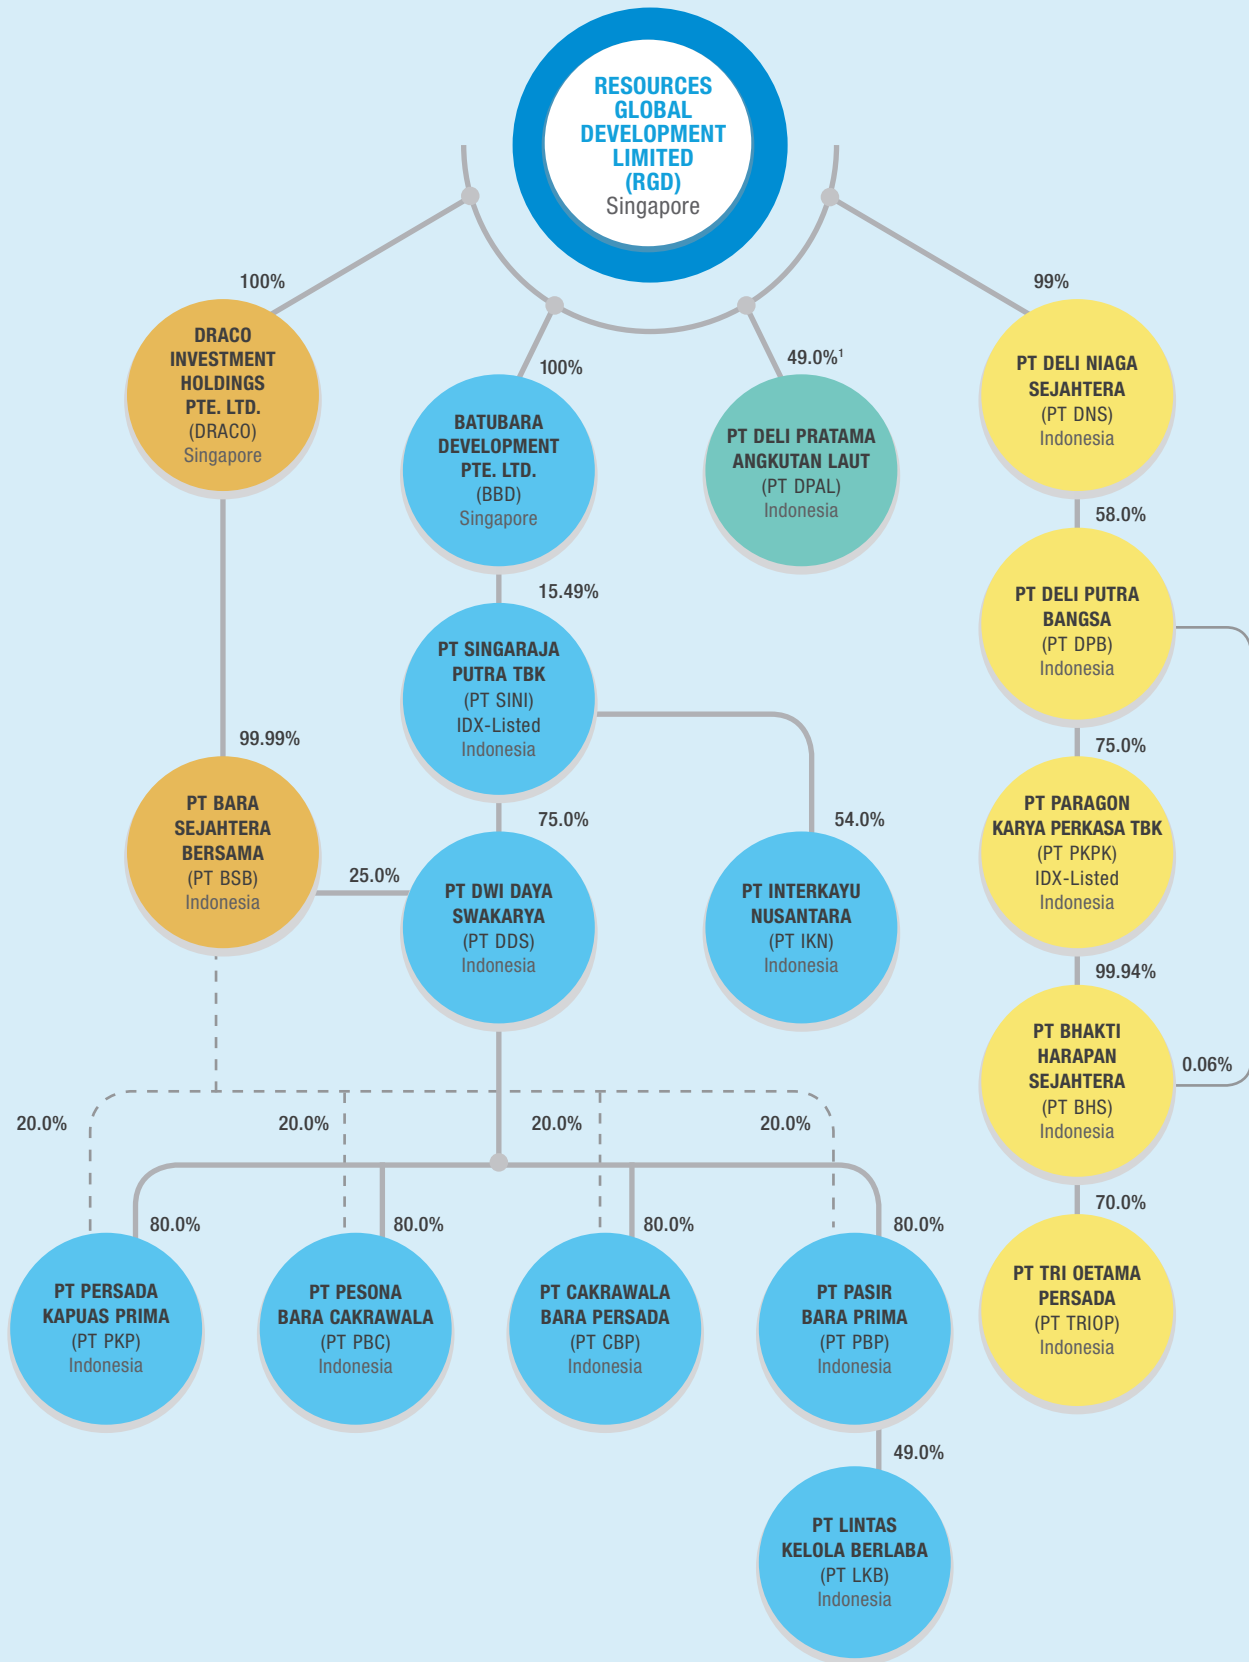 RESOURCES
GLOBAL
DEVELOPMENT
LIMITED
(RGD)
Singapore
100%
100%
49.0%¹
99%
DRACO
INVESTMENT
HOLDINGS
PTE. LTD.
(DRACO)
Singapore
BATUBARA
DEVELOPMENT
PTE. LTD.
(BBD)
Singapore
PT DELI PRATAMA
ANGKUTAN LAUT
(PT DPAL)
Indonesia
PT DELI NIAGA
SEJAHTERA
(PT DNS)
Indonesia
58.0%
15.49%
PT DELI PUTRA
BANGSA
(PT DPB)
Indonesia
PT SINGARAJA
PUTRA TBK
(PT SINI)
IDX-Listed
Indonesia
99.99%
75.0%
PT BARA
SEJAHTERA
BERSAMA
(PT BSB)
Indonesia
75.0%
54.0%
PT PARAGON
KARYA PERKASA TBK
(PT PKPK)
IDX-Listed
Indonesia
25.0%
PT DWI DAYA
SWAKARYA
(PT DDS)
Indonesia
PT INTERKAYU
NUSANTARA
(PT IKN)
Indonesia
99.94%
PT BHAKTI
HARAPAN
SEJAHTERA
(PT BHS)
Indonesia
0.06%
20.0%
20.0%
20.0%
20.0%
80.0%
80.0%
80.0%
80.0%
70.0%
PT PERSADA
KAPUAS PRIMA
(PT PKP)
Indonesia
PT PESONA
BARA CAKRAWALA
(PT PBC)
Indonesia
PT CAKRAWALA
BARA PERSADA
(PT CBP)
Indonesia
PT PASIR
BARA PRIMA
(PT PBP)
Indonesia
PT TRI OETAMA
PERSADA
(PT TRIOP)
Indonesia
49.0%
PT LINTAS
KELOLA BERLABA
(PT LKB)
Indonesia